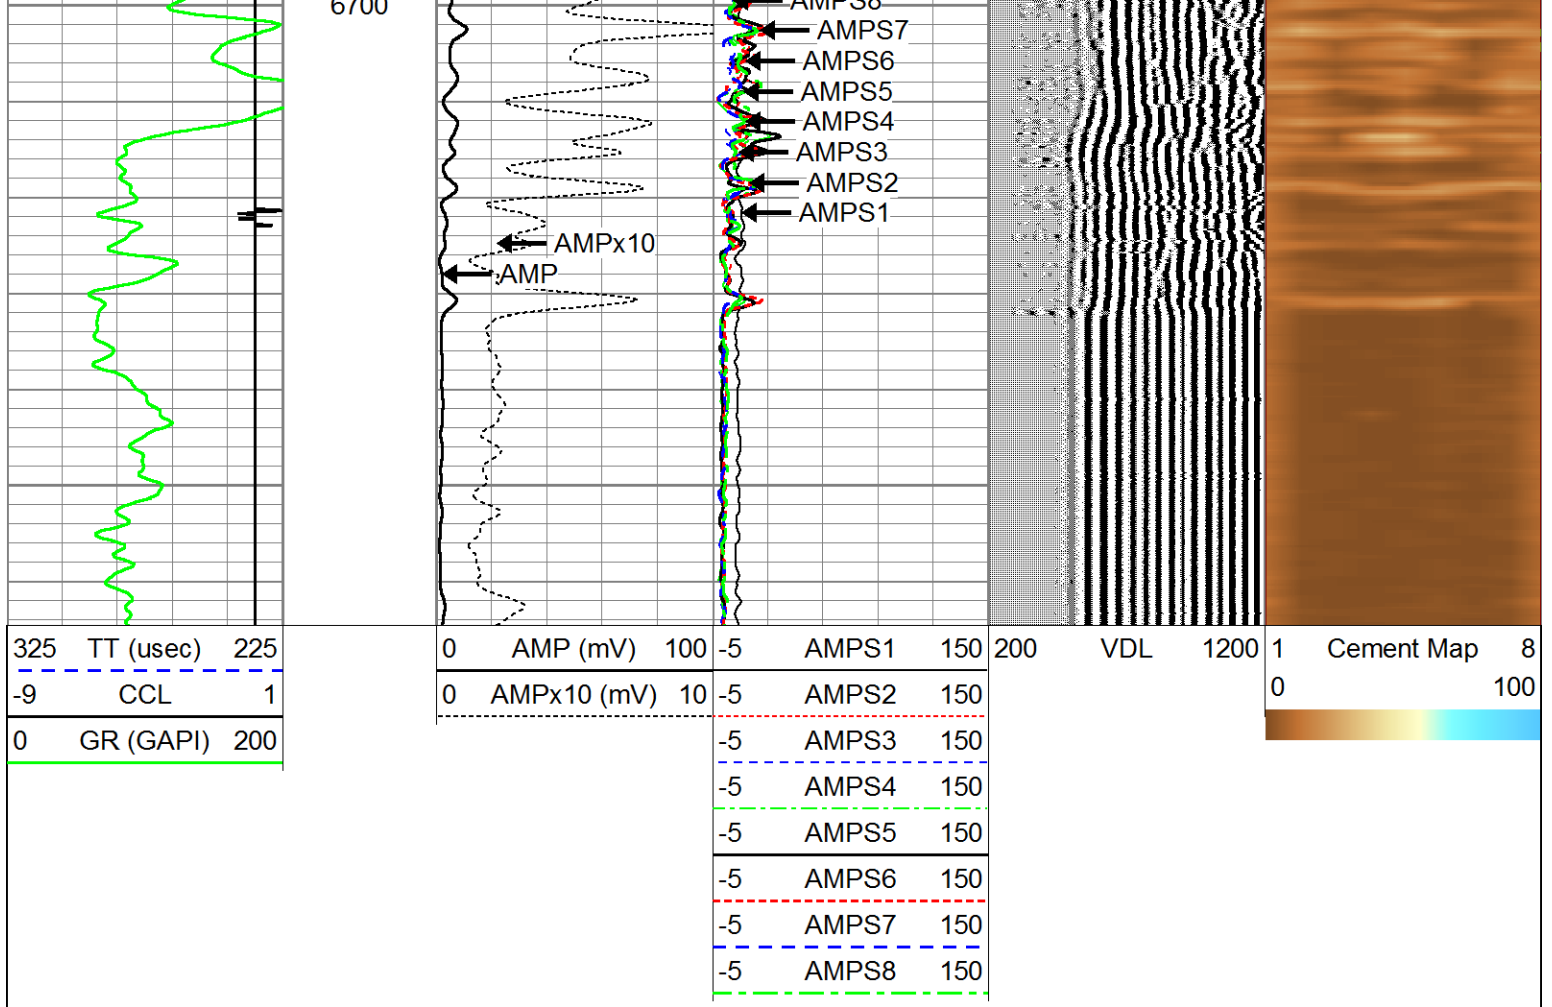 6700
AMPS8
AMPS7
AMPS6
AMPS5
AMPS4
AMPS3
AMPS2
AMPS1
AMPx10
AMP
325 TT (usec) 225
-9 CCL 1
0 GR (GAPI) 200
0 AMP (mV) 100
0 AMPx10 (mV) 10
-5 AMPS1 150
-5 AMPS2 150
-5 AMPS3 150
-5 AMPS4 150
-5 AMPS5 150
-5 AMPS6 150
-5 AMPS7 150
-5 AMPS8 150
200 VDL 1200
1 Cement Map 8
0 100